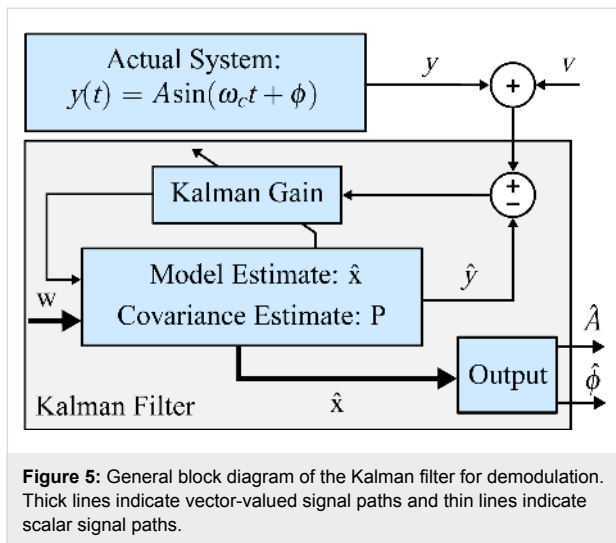 Actual System:
y(t) = A sin(ω_c t + ϕ)
y
+
v
Kalman Gain
+
−
Model Estimate: x̂
Covariance Estimate: P
w
ŷ
Output
Â
ϕ̂
x̂
Kalman Filter
Figure 5: General block diagram of the Kalman filter for demodulation.
Thick lines indicate vector-valued signal paths and thin lines indicate
scalar signal paths.